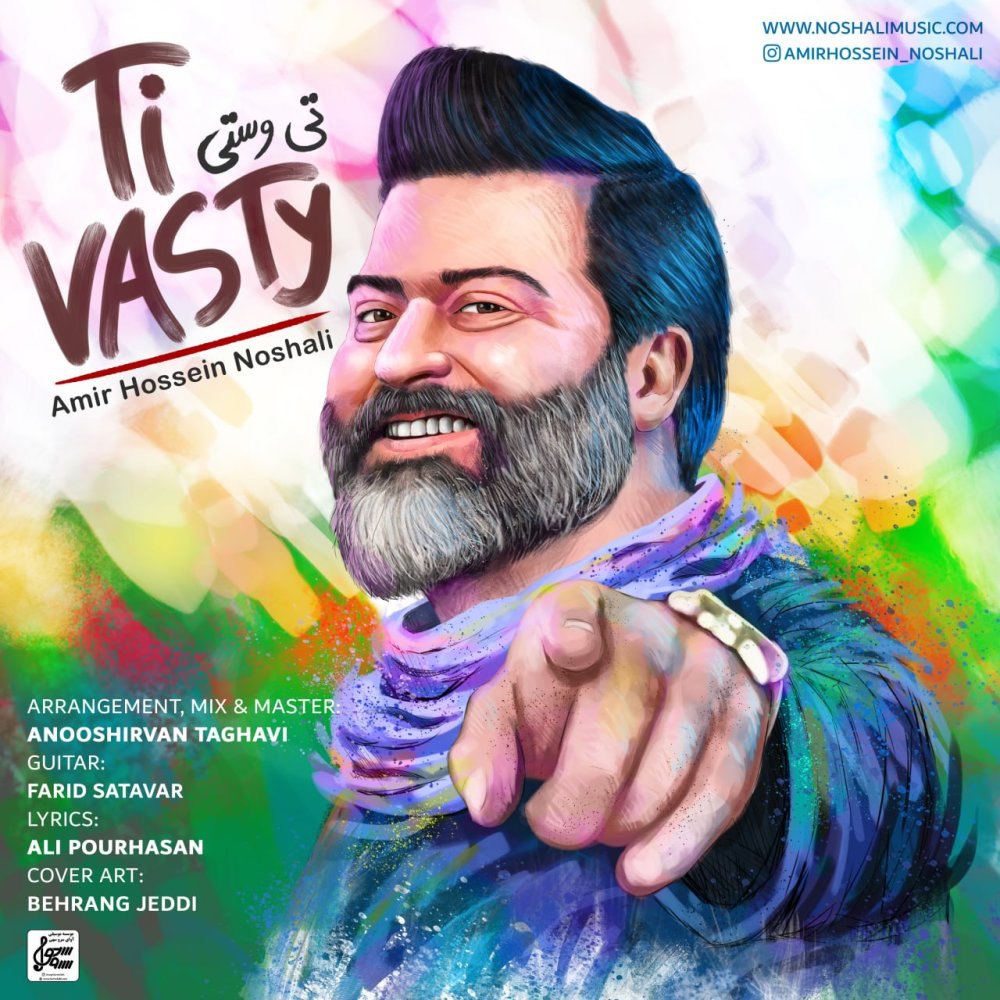 WWW.NOSHALIMUSIC.COM
AMIRHOSSEIN_NOSHALI
Ti
تی وستی
VASTy
Amir Hossein Noshali
ARRANGEMENT, MIX & MASTER:
ANOOSHIRVAN TAGHAVI
GUITAR:
FARID SATAVAR
LYRICS:
ALI POURHASAN
COVER ART:
BEHRANG JEDDI